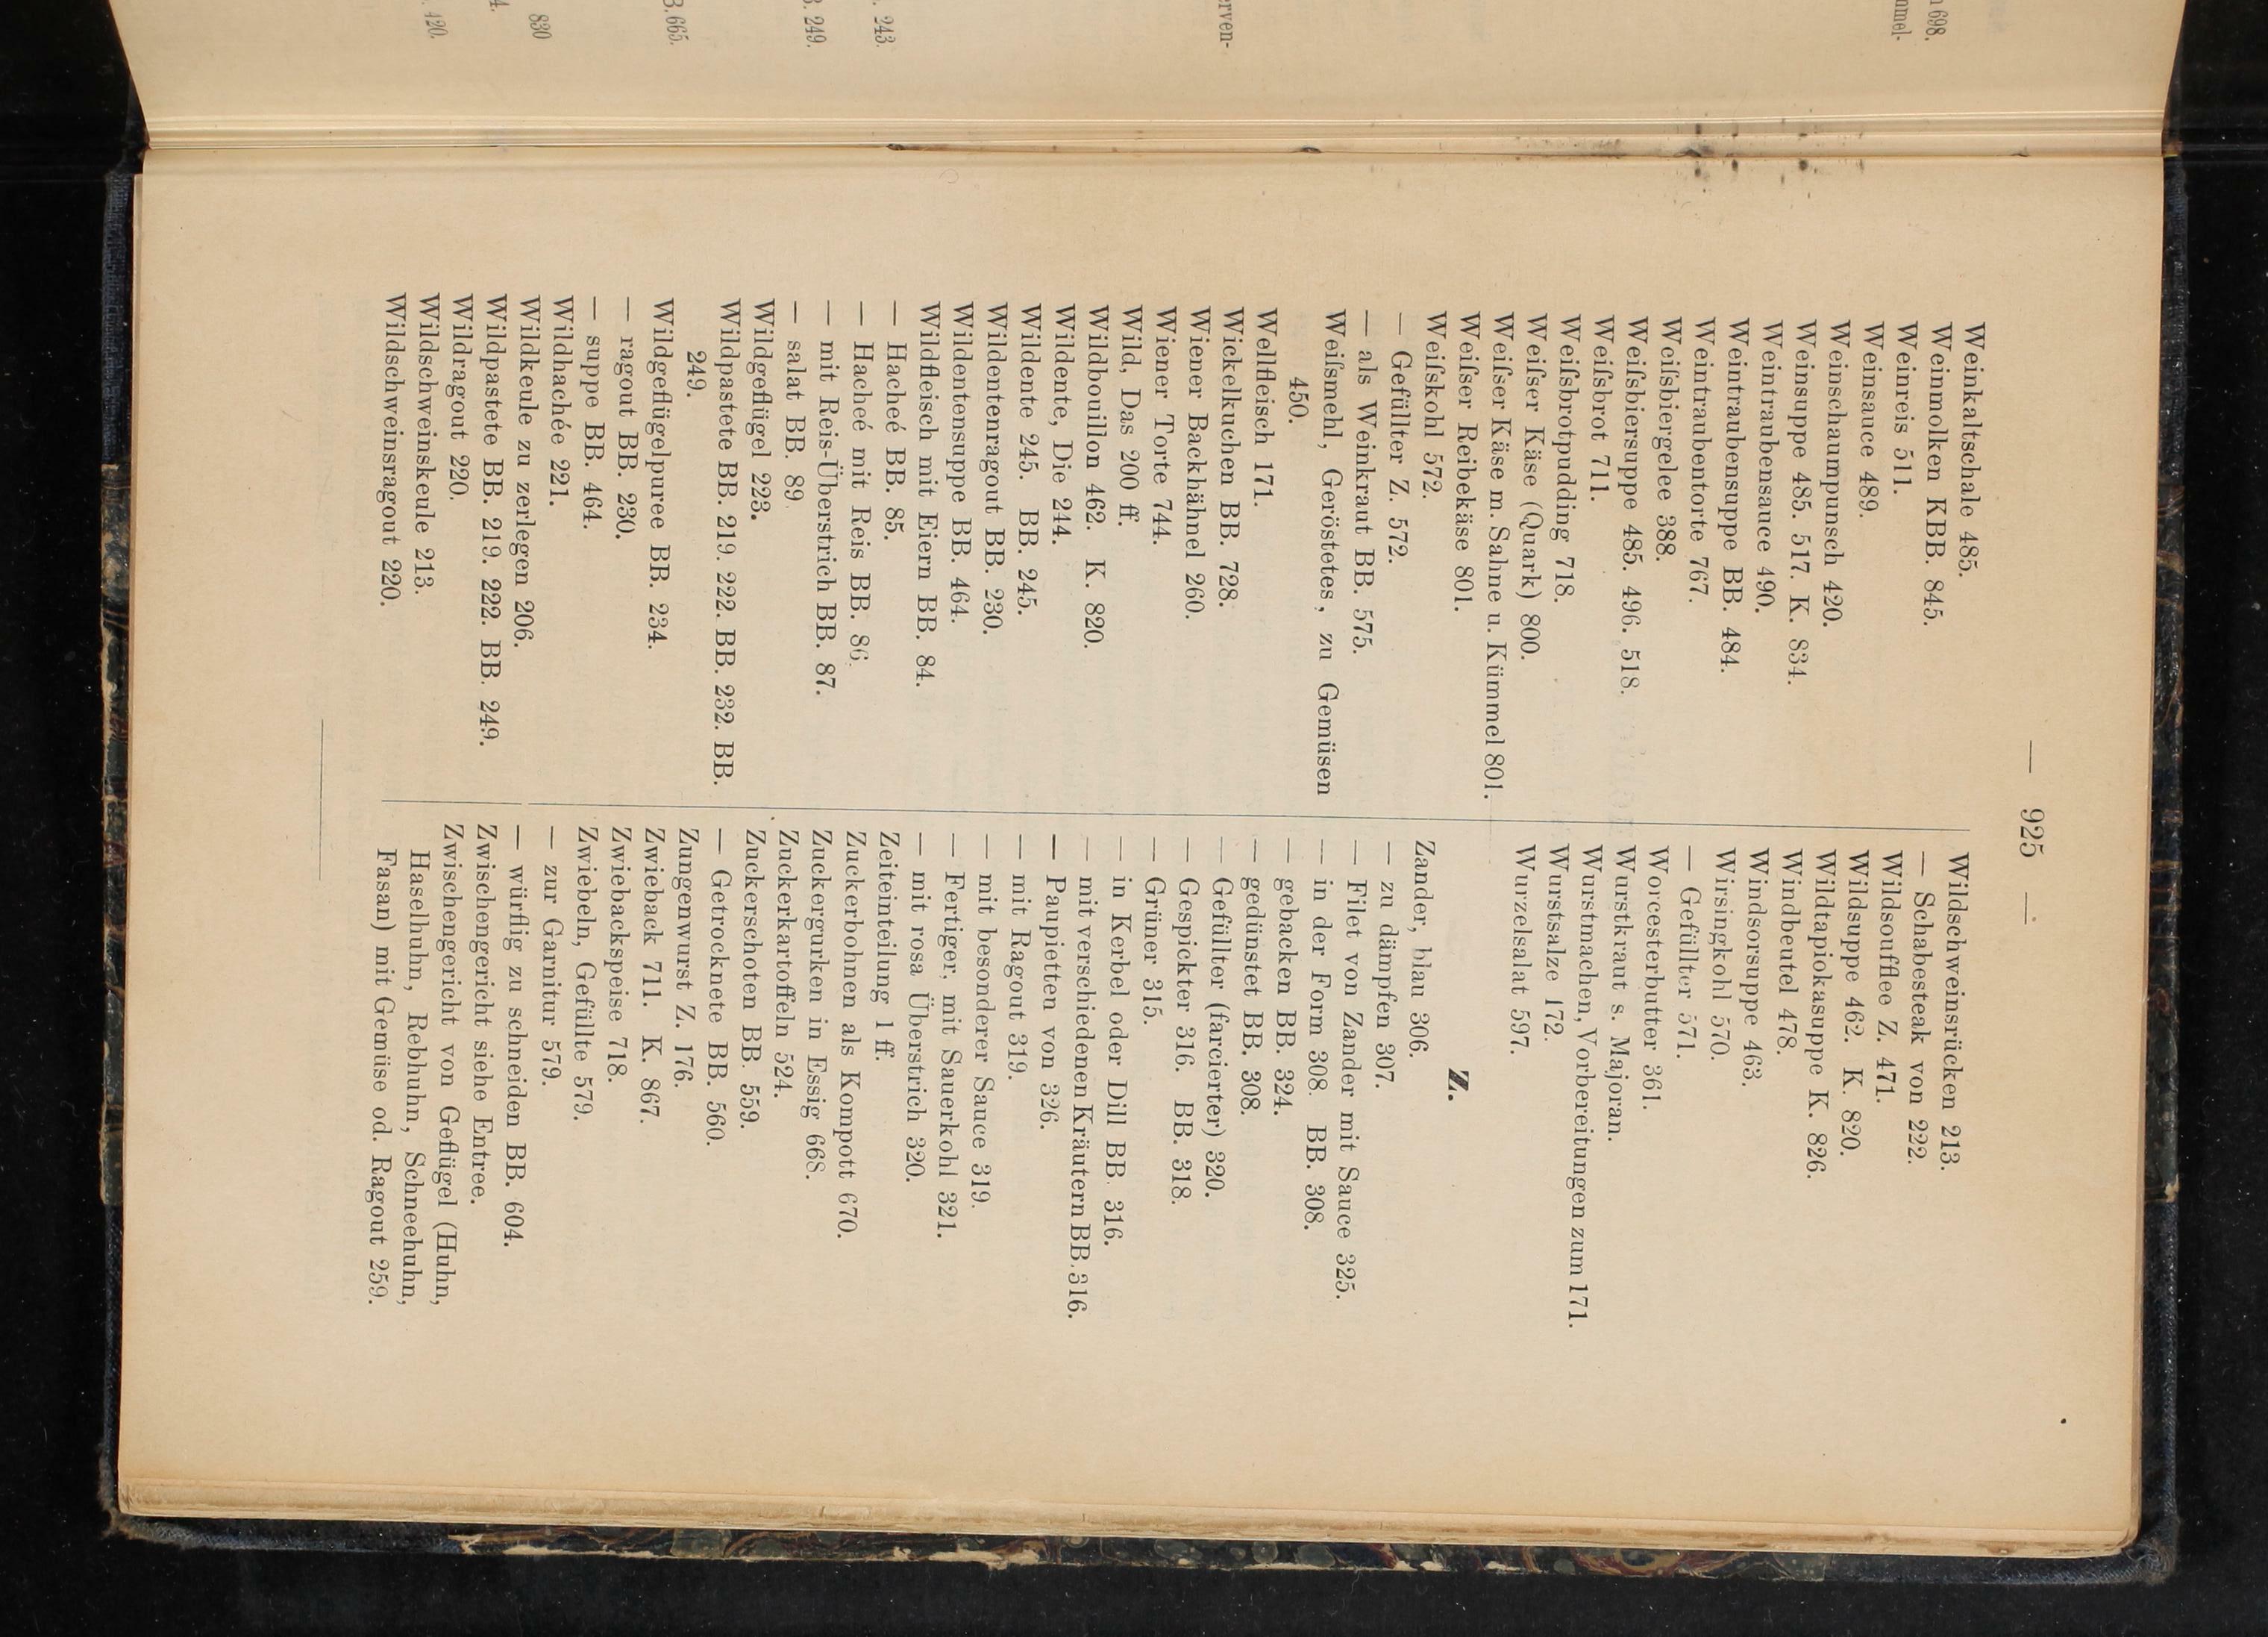 — 925 —
Weinkaltschale 485.
Weinmolken KBB. 845.
Weinreis 511.
Weinsauce 489.
Weinschaumpunsch 420.
Weinsuppe 485. 517. K. 834.
Weintraubensauce 490.
Weintraubensuppe BB. 484.
Weintraubentorte 767.
Weiſsbiergelee 388.
Weiſsbiersuppe 485. 496. 518.
Weiſsbrot 711.
Weiſsbrotpudding 718.
Weiſser Käse (Quark) 800.
Weiſser Käse m. Sahne u. Kümmel 801.
Weiſser Reibekäse 801.
Weiſskohl 572.
— Gefüllter Z. 572.
— als Weinkraut BB. 575.
Weiſsmehl, Geröstetes, zu Gemüsen
450.
Wellfleisch 171.
Wickelkuchen BB. 728.
Wiener Backhähnel 260.
Wiener Torte 744.
Wild, Das 200 ff.
Wildbouillon 462. K. 820.
Wildente, Die 244.
Wildente 245. BB. 245.
Wildentenragout BB. 230.
Wildentensuppe BB. 464.
Wildfleisch mit Eiern BB. 84.
— Hacheé BB. 85.
— Hacheé mit Reis BB. 86.
— mit Reis-Überstrich BB. 87.
— salat BB. 89.
Wildgeflügel 223.
Wildpastete BB. 219. 222. BB. 232. BB.
249.
Wildgeflügelpuree BB. 234.
— ragout BB. 230.
— suppe BB. 464.
Wildhachée 221.
Wildkeule zu zerlegen 206.
Wildpastete BB. 219. 222. BB. 249.
Wildragout 220.
Wildschweinskeule 213.
Wildschweinsragout 220.
Wildschweinsrücken 213.
— Schabesteak von 222.
Wildsoufflee Z. 471.
Wildsuppe 462. K. 820.
Wildtapiokasuppe K. 826.
Windbeutel 478.
Windsorsuppe 463.
Wirsingkohl 570.
— Gefüllter 571.
Worcesterbutter 361.
Wurstkraut s. Majoran.
Wurstmachen, Vorbereitungen zum 171.
Wurstsalze 172.
Wurzelsalat 597.
Z.
Zander, blau 306.
— zu dämpfen 307.
— Filet von Zander mit Sauce 325.
— in der Form 308. BB. 308.
— gebacken BB. 324.
— gedünstet BB. 308.
— Gefüllter (farcierter) 320.
— Gespickter 316. BB. 318.
— Grüner 315.
— in Kerbel oder Dill BB. 316.
— mit verschiedenen Kräutern BB. 316.
— Paupietten von 326.
— mit Ragout 319.
— mit besonderer Sauce 319.
— Fertiger, mit Sauerkohl 321.
— mit rosa Überstrich 320.
Zeiteinteilung 1 ff.
Zuckerbohnen als Kompott 670.
Zuckergurken in Essig 668.
Zuckerkartoffeln 524.
Zuckerschoten BB. 559.
— Getrocknete BB. 560.
Zungenwurst Z. 176.
Zwieback 711. K. 867.
Zwiebackspeise 718.
Zwiebeln, Gefüllte 579.
— zur Garnitur 579.
— würflig zu schneiden BB. 604.
Zwischengericht siehe Entree.
Zwischengericht von Geflügel (Huhn,
Haselhuhn, Rebhuhn, Schneehuhn,
Fasan) mit Gemüse od. Ragout 259.
698.
mmel-
erven-
243.
249.
665.
830
4.
420.